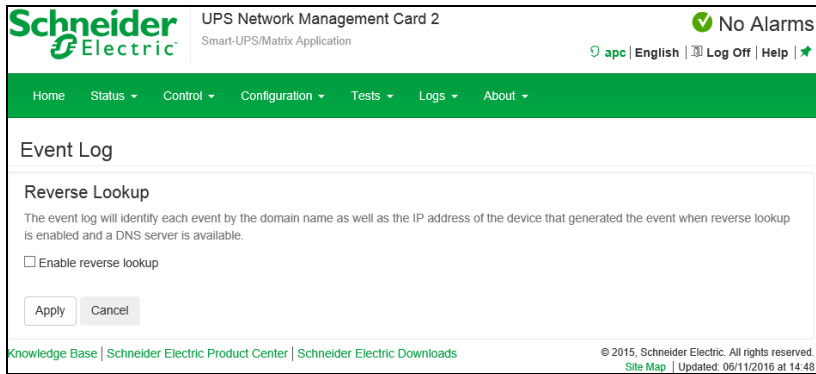 Schneider Electric
UPS Network Management Card 2
Smart-UPS/Matrix Application
No Alarms
apc | English | Log Off | Help |
Home Status Control Configuration Tests Logs About
Event Log
Reverse Lookup
The event log will identify each event by the domain name as well as the IP address of the device that generated the event when reverse lookup
is enabled and a DNS server is available.
Enable reverse lookup
Apply Cancel
Knowledge Base | Schneider Electric Product Center | Schneider Electric Downloads
© 2015, Schneider Electric. All rights reserved.
Site Map | Updated: 06/11/2016 at 14:48